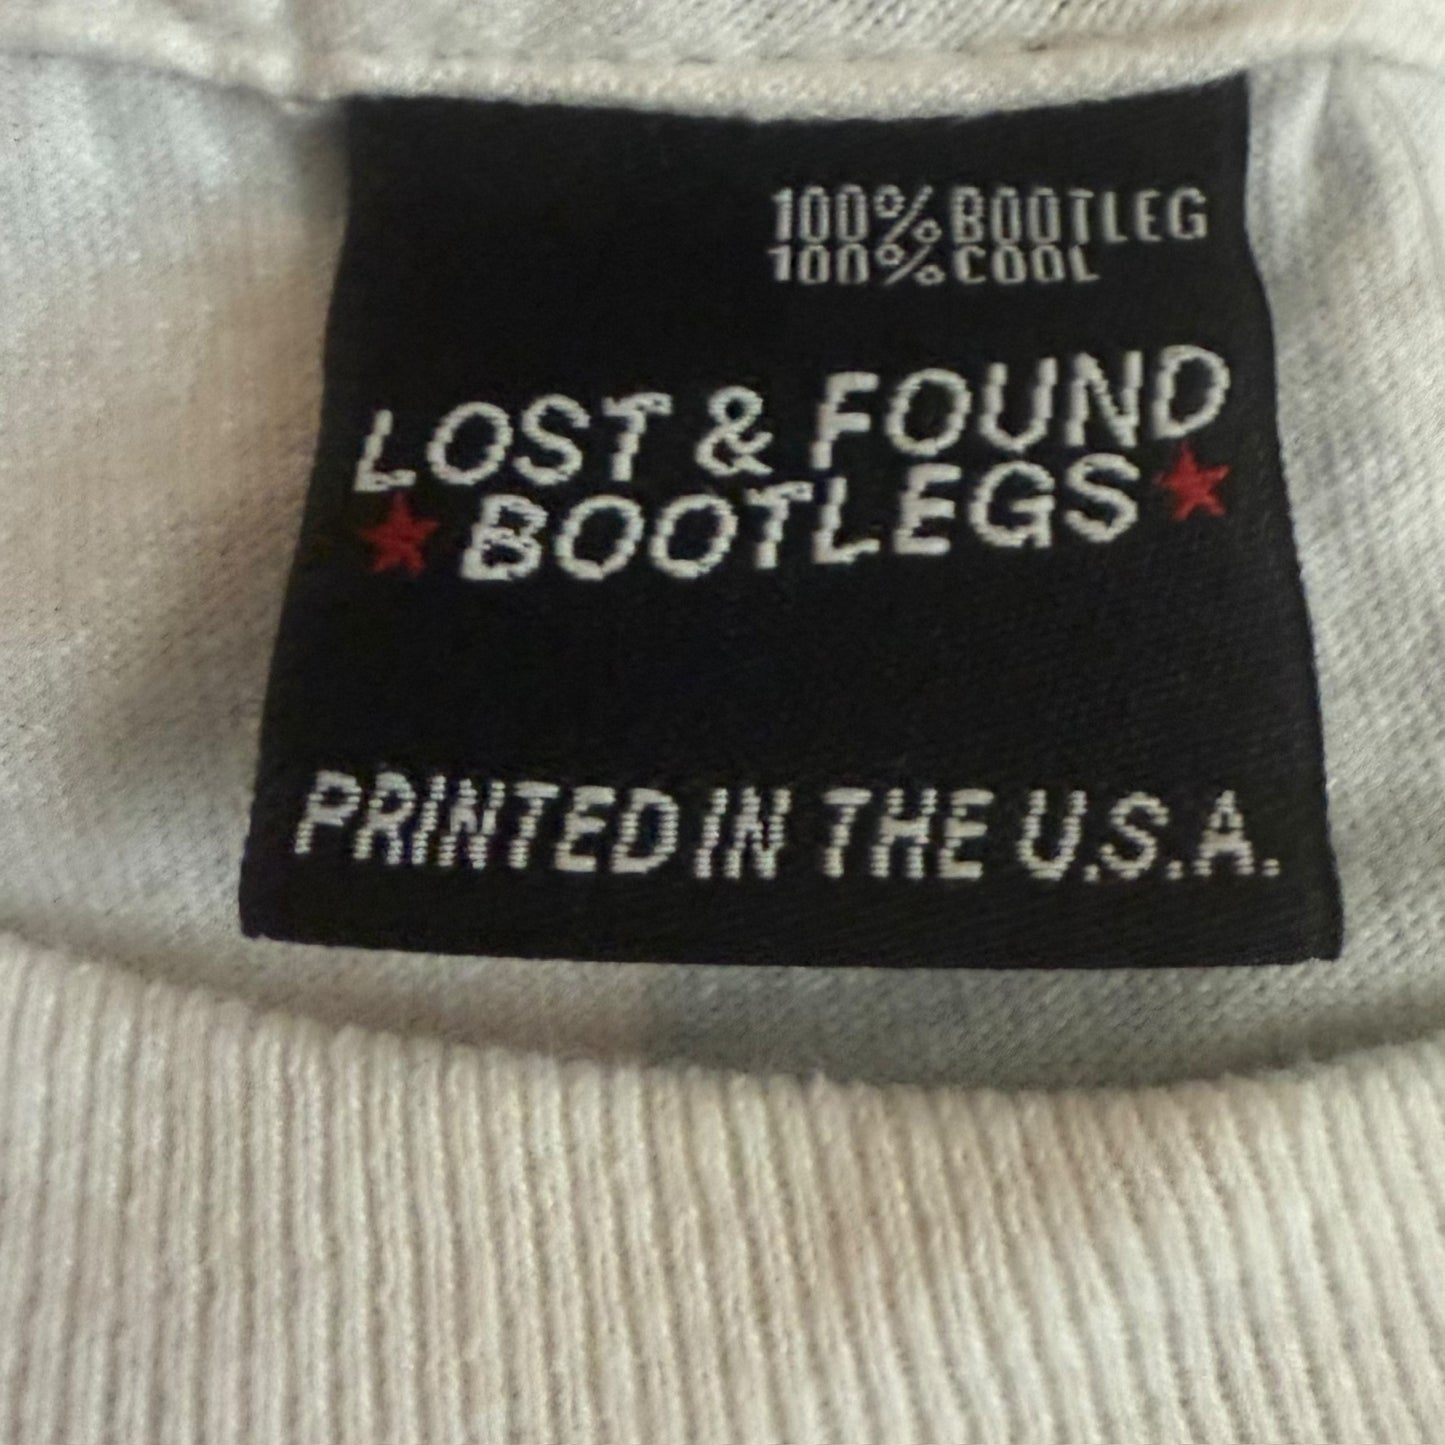 100% BOOTLEG
100% COOL
LOST & FOUND
BOOTLEGS
PRINTED IN THE U.S.A.